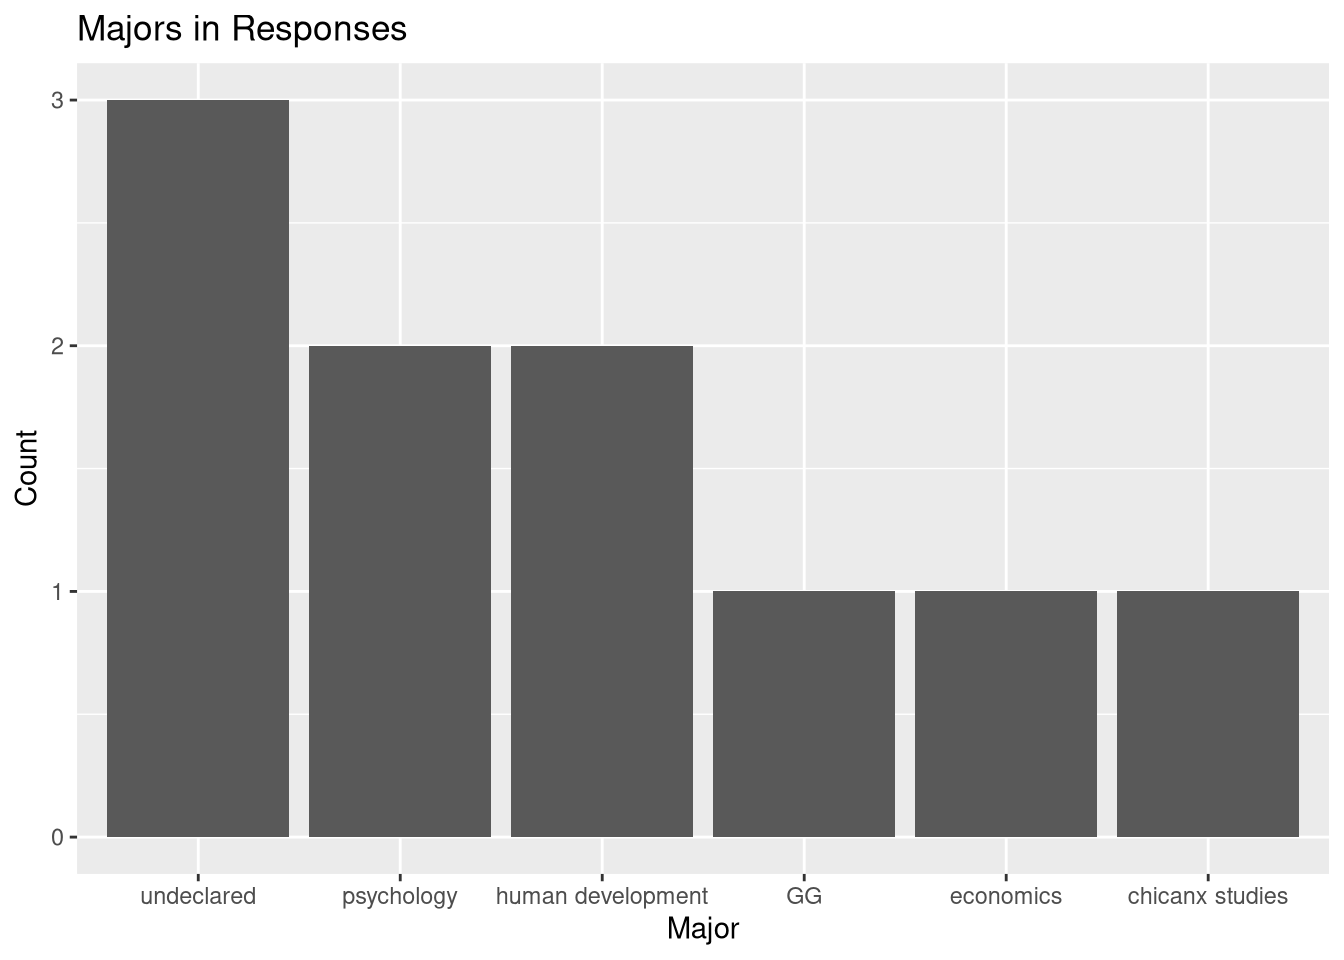 Majors in Responses
3
2
1
0
Count
undeclared psychology human development GG economics chicanx studies
Major